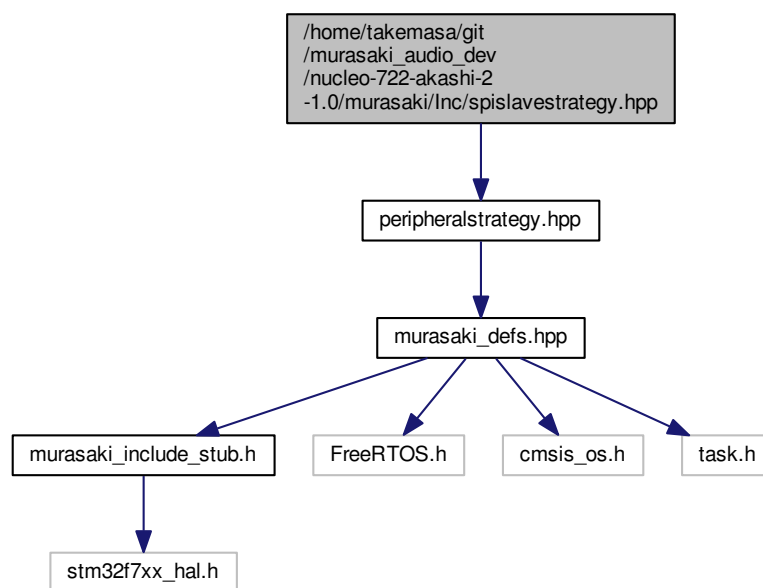 /home/takemasa/git
/murasaki_audio_dev
/nucleo-722-akashi-2
-1.0/murasaki/Inc/spislavestrategy.hpp
peripheralstrategy.hpp
murasaki_defs.hpp
murasaki_include_stub.h
FreeRTOS.h
cmsis_os.h
task.h
stm32f7xx_hal.h